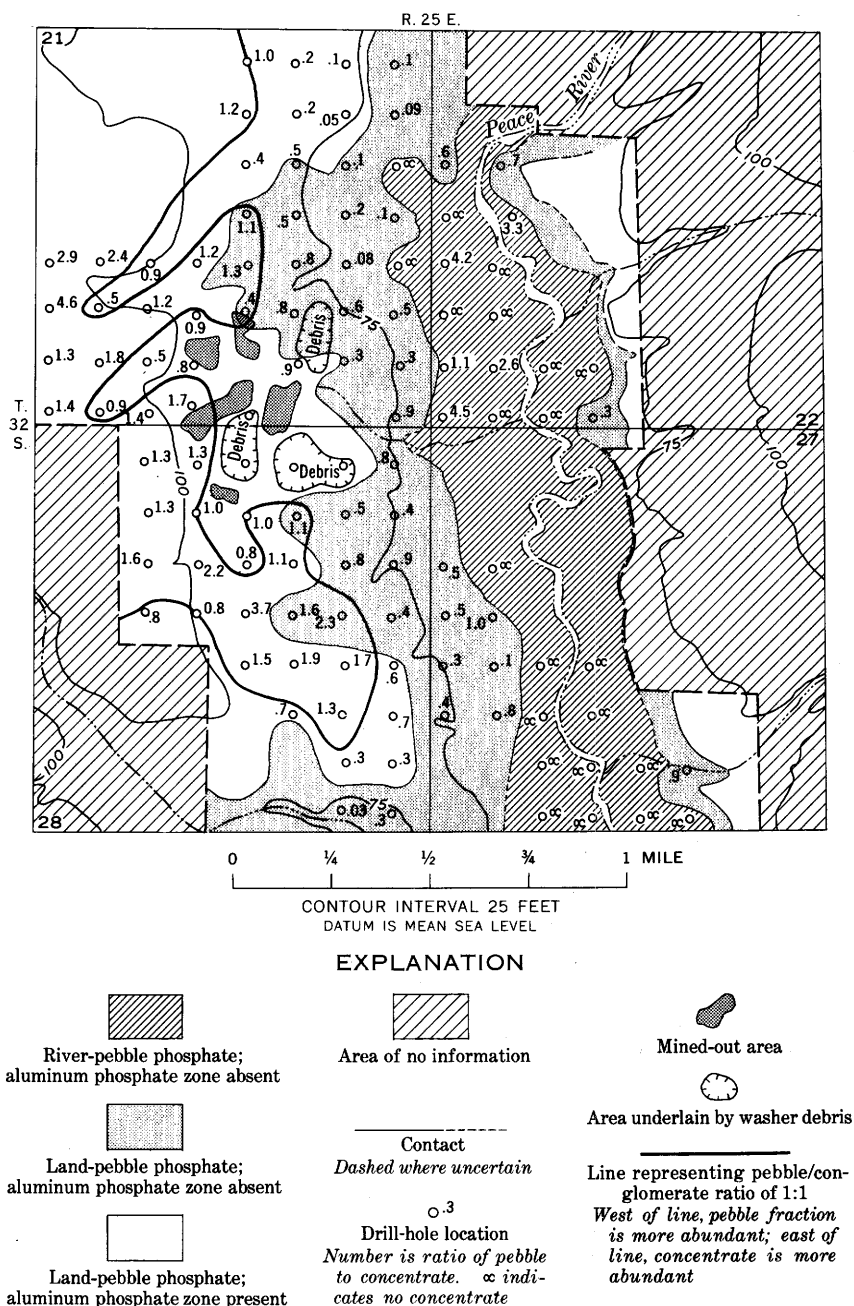 R. 25 E.
21
1.0 .2 .1 .1
River
1.2 .2 .05 .09
Peace
.4 .5 .1 ∝ .6 .7
100
1.1 .5 .2 .1 ∝ 3.3
2.9 2.4 0.9 1.2 1.3 .8 .08 ∝ 4.2 ∝
4.6 .5 1.2 0.9 .4 .8 Debris .6 75 .5 ∝ ∝
1.3 1.8 .5 .8 .9 .3 .3 1.1 2.6 ∝
1.4 0.9 1.4 1.7 .9 4.5 ∝ ∝ .3
T.
32
S.
22
27
75
100
1.3 1.3 Debris Debris .8
100
1.3 1.0 1.0 1.1 .5 .4
1.6 2.2 0.8 1.1 .8 .9 .5 ∝
.8 0.8 3.7 1.6 2.3 .4 .5 1.0
1.5 1.9 17 .6 .3 .1 ∝ ∝
.7 1.3 .7 .4 .8 ∝ ∝
100
.3 .3 ∝ ∝ ∝ .9
28
.03 75 .3 ∝ ∝ ∝ ∝
0 ¼ ½ ¾ 1 MILE
CONTOUR INTERVAL 25 FEET
DATUM IS MEAN SEA LEVEL
EXPLANATION
River-pebble phosphate;
aluminum phosphate zone absent
Land-pebble phosphate;
aluminum phosphate zone absent
Land-pebble phosphate;
aluminum phosphate zone present
Area of no information
Contact
Dashed where uncertain
.3
Drill-hole location
Number is ratio of pebble
to concentrate. ∝ indi-
cates no concentrate
Mined-out area
Area underlain by washer debris
Line representing pebble/con-
glomerate ratio of 1:1
West of line, pebble fraction
is more abundant; east of
line, concentrate is more
abundant